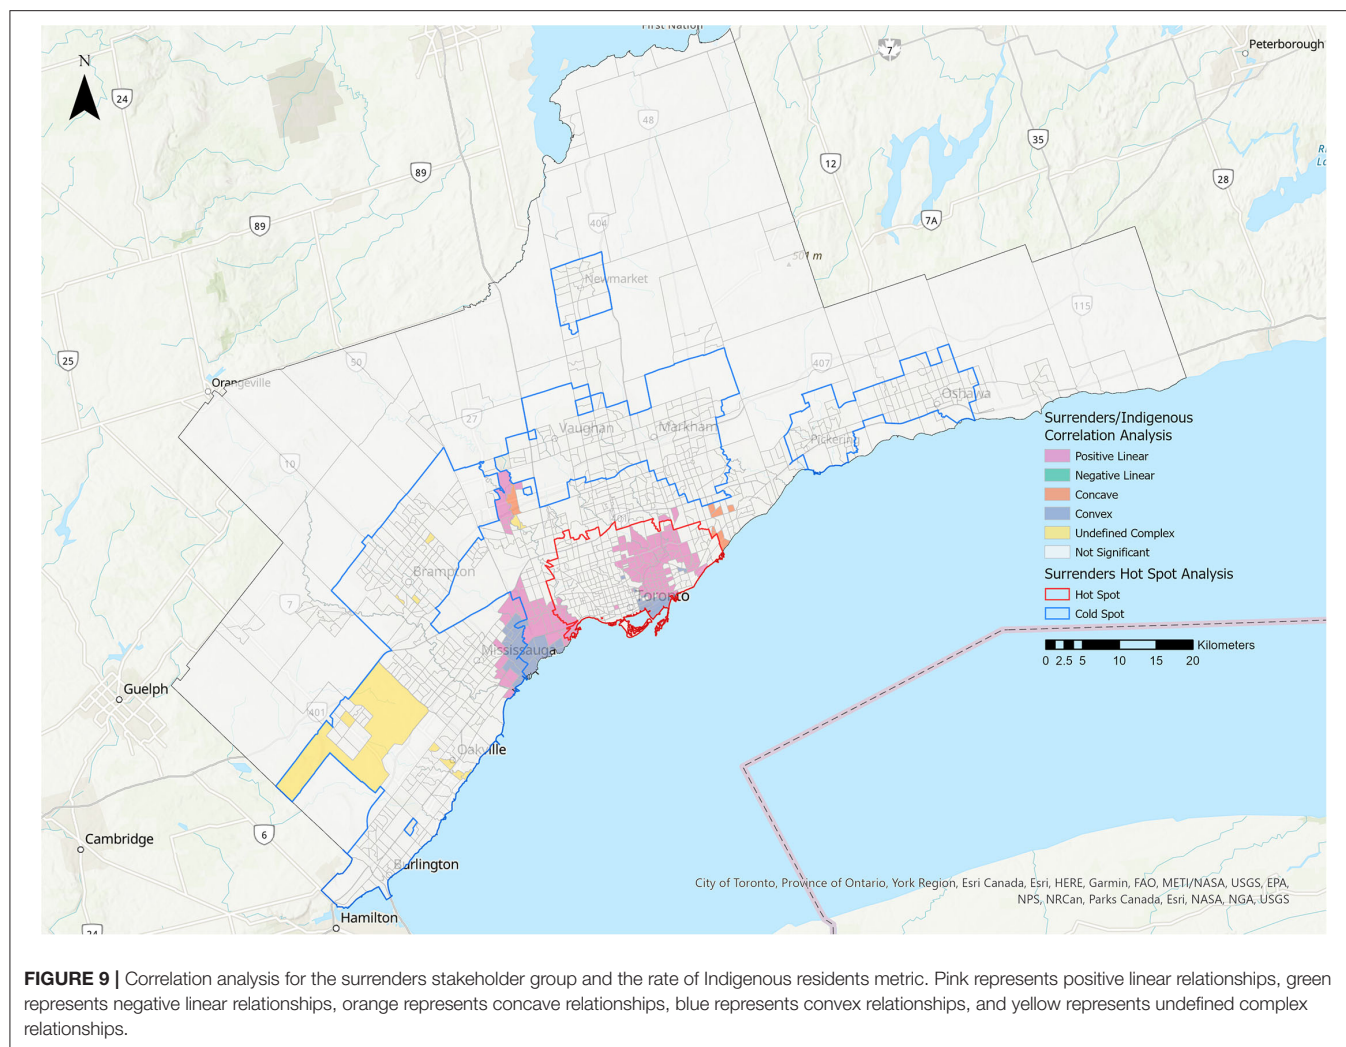 First Nation
N
Peterborough
7
24
48
35
12
89
28
7A
89
404
501 m
Newmarket
115
25
50
407
Orangeville
Oshawa
27
Vaughan
Markham
Pickering
10
401
Brampton
7
Toronto
Mississauga
Guelph
401
Oakville
6
Cambridge
Burlington
Hamilton
24
Surrenders/Indigenous
Correlation Analysis
Positive Linear
Negative Linear
Concave
Convex
Undefined Complex
Not Significant
Surrenders Hot Spot Analysis
Hot Spot
Cold Spot
Kilometers
0 2.5 5 10 15 20
City of Toronto, Province of Ontario, York Region, Esri Canada, Esri, HERE, Garmin, FAO, METI/NASA, USGS, EPA,
NPS, NRCan, Parks Canada, Esri, NASA, NGA, USGS
FIGURE 9 | Correlation analysis for the surrenders stakeholder group and the rate of Indigenous residents metric. Pink represents positive linear relationships, green
represents negative linear relationships, orange represents concave relationships, blue represents convex relationships, and yellow represents undefined complex
relationships.